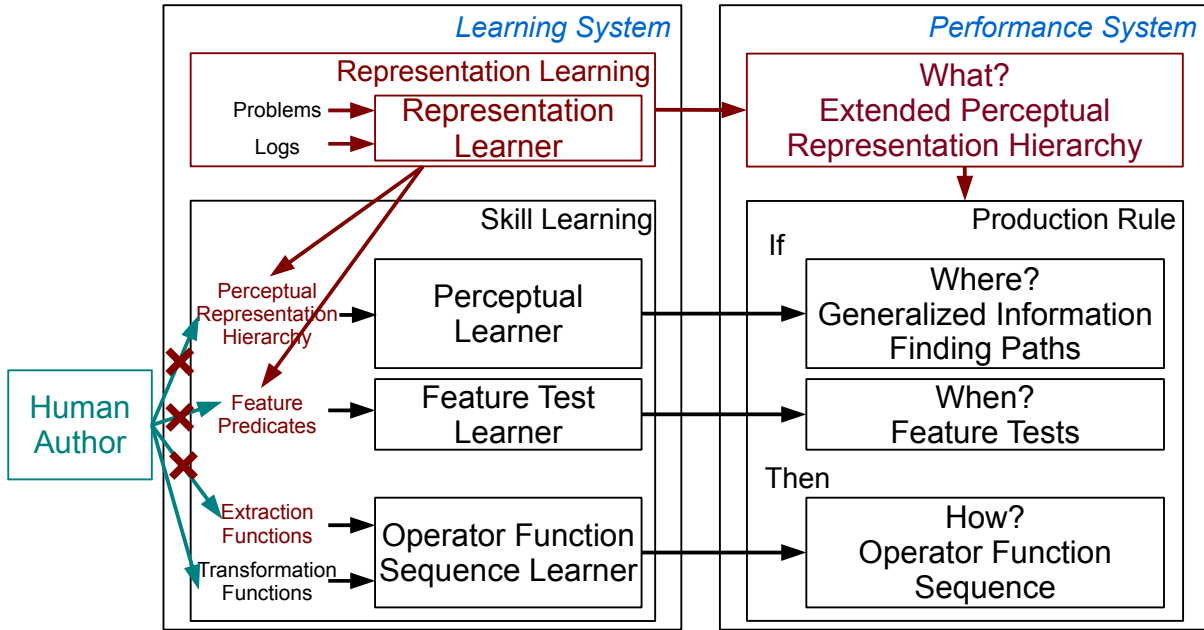 Learning System
Representation Learning
Problems
Logs
Representation
Learner
Skill Learning
Perceptual
Representation
Hierarchy
Perceptual
Learner
Feature
Predicates
Feature Test
Learner
Human
Author
Extraction
Functions
Transformation
Functions
Operator Function
Sequence Learner
Performance System
What?
Extended Perceptual
Representation Hierarchy
Production Rule
If
Where?
Generalized Information
Finding Paths
When?
Feature Tests
Then
How?
Operator Function
Sequence